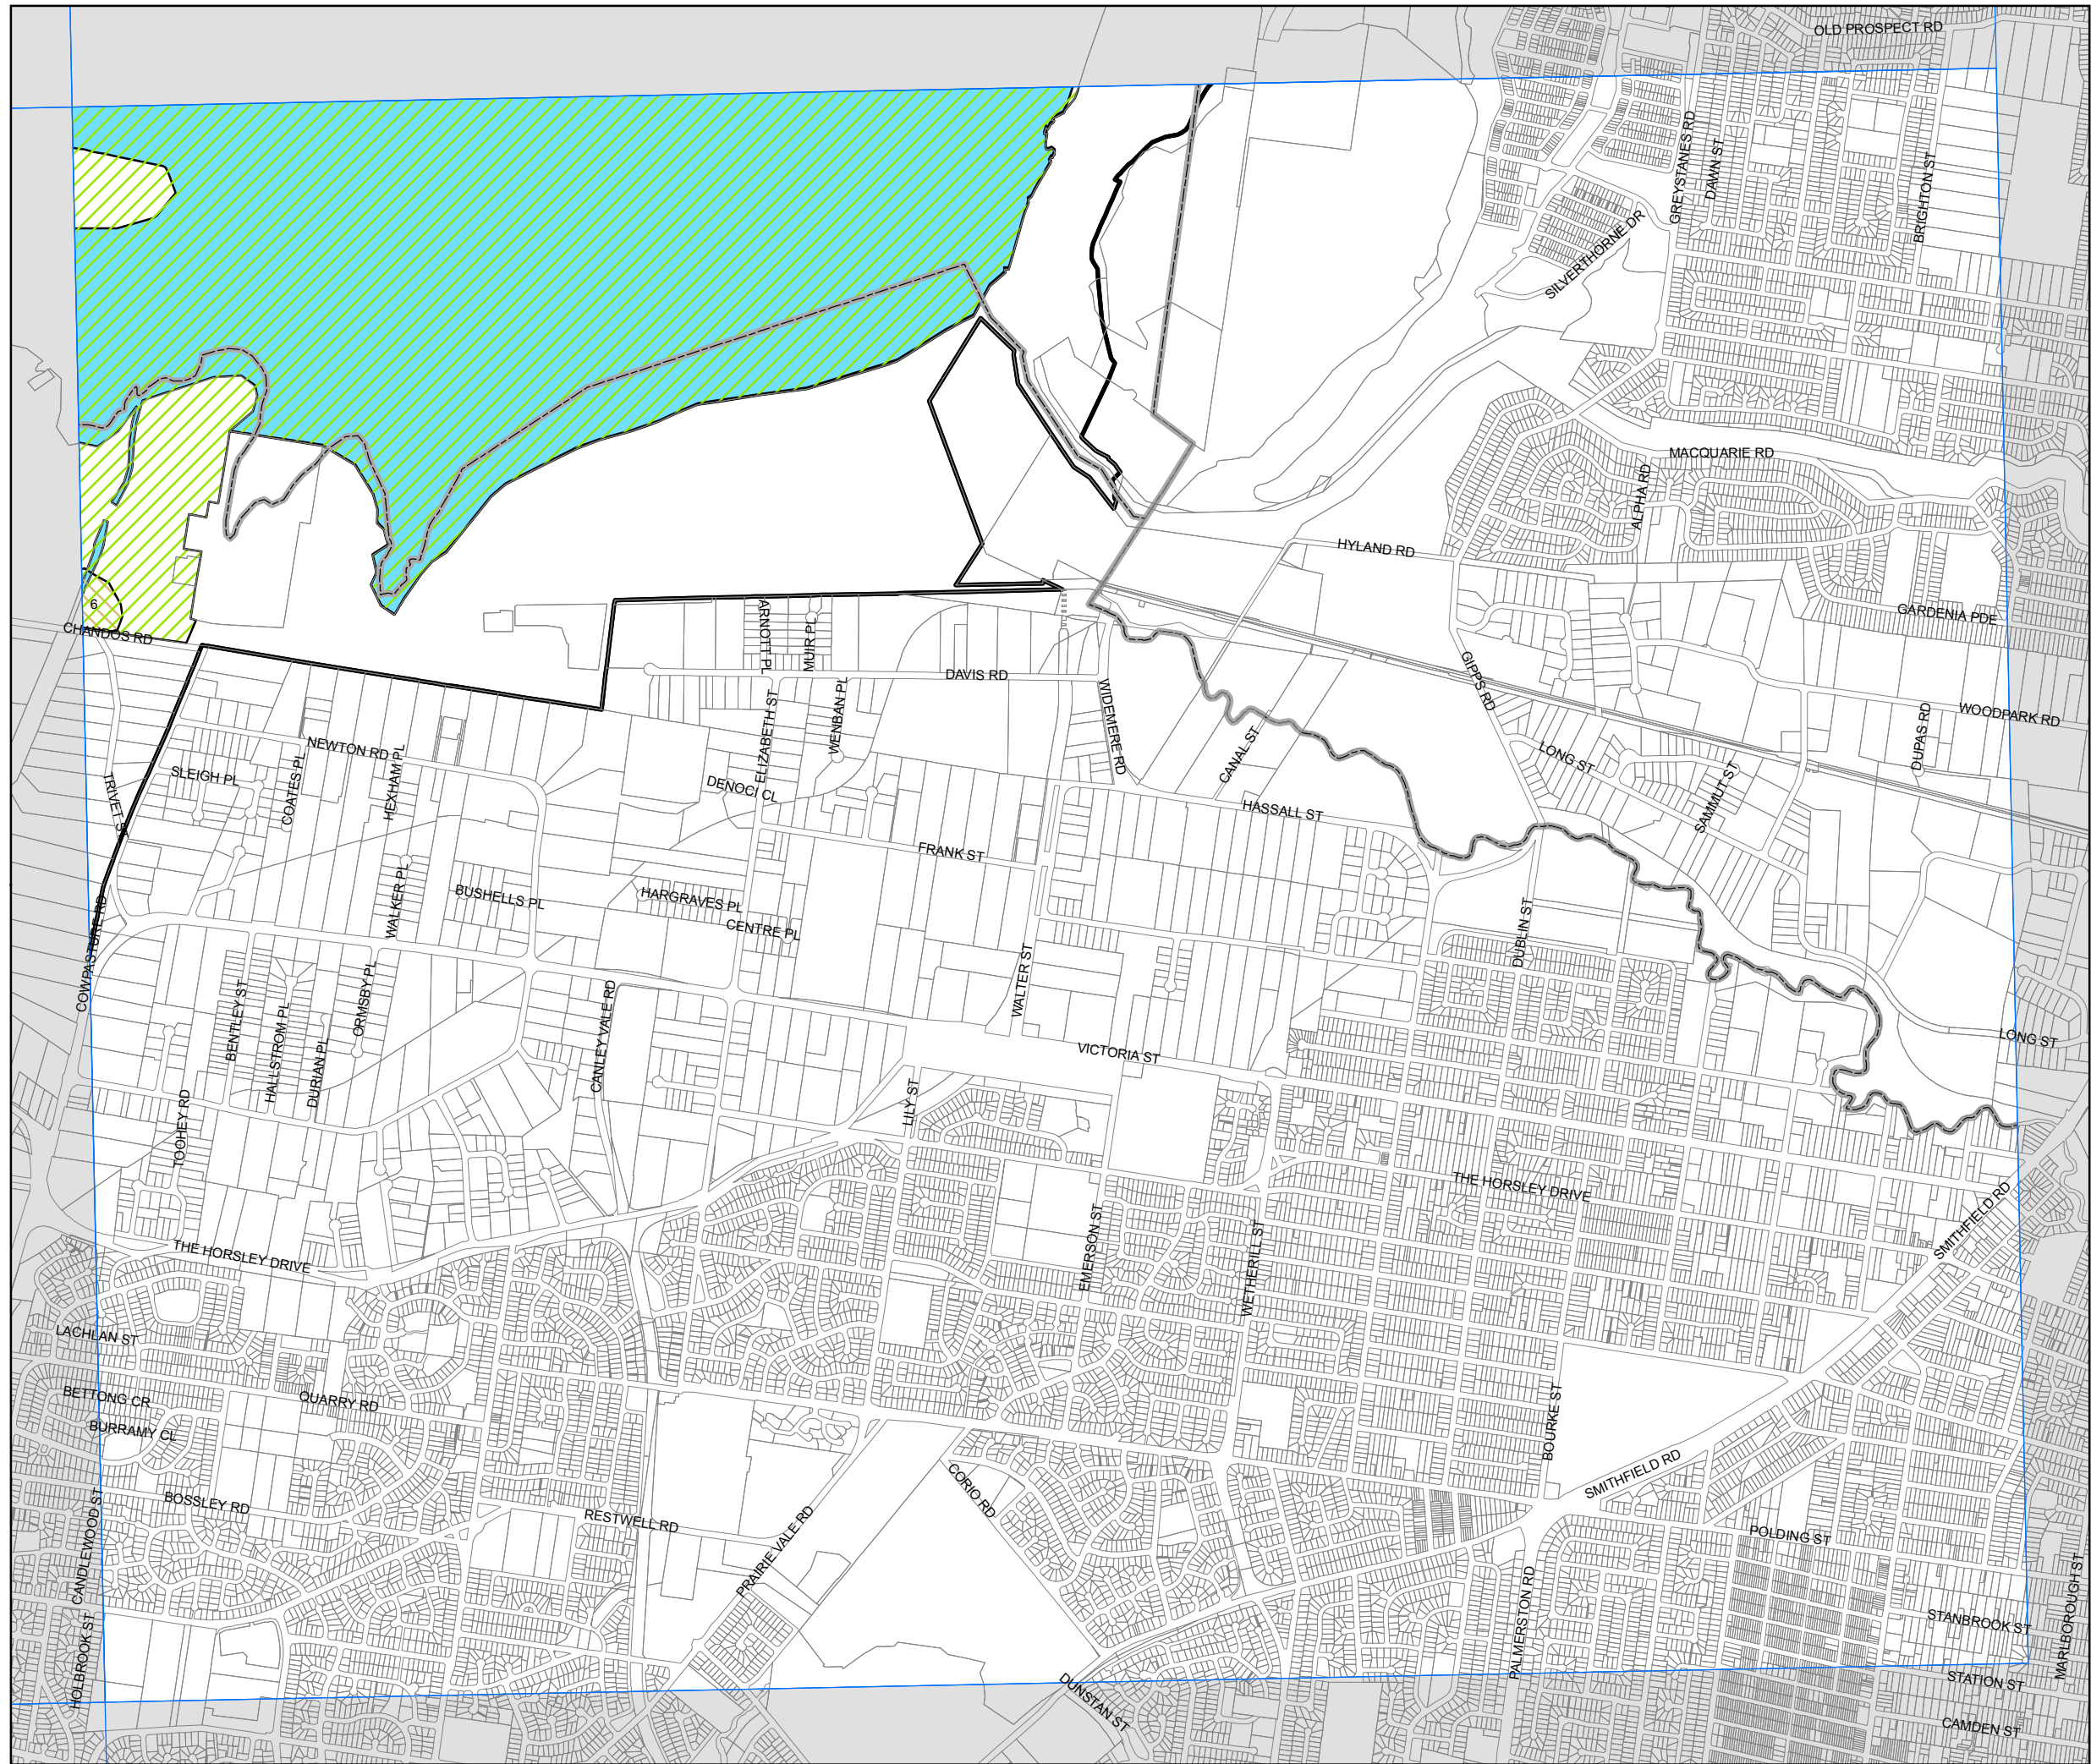 OLD PROSPECT RD
GREYSTANES RD
DAWN ST
BRIGHTON ST
SILVERTHORNE DR
MACQUARIE RD
ALPHA RD
HYLAND RD
6
CHANDOS RD
ARNOTT PL
MUIR PL
GARDENIA PDE
DAVIS RD
GIPPS RD
WIDEMERE RD
ELIZABETH ST
WENBAN PL
WOODPARK RD
DUPAS RD
NEWTON RD
HEXHAM PL
COATES PL
SLEIGH PL
TRIVET ST
DENOCI CL
CANAL ST
LONG ST
SAMMUT ST
HASSALL ST
FRANK ST
WALKER PL
BUSHELLS PL
HARGRAVES PL
CENTRE PL
DUBLIN ST
COWPASTURE RD
WALTER ST
BENTLEY ST
HALLSTROM PL
ORMSBY PL
DURIAN PL
CANLEY VALE RD
VICTORIA ST
LONG ST
LILY ST
TOOHEY RD
THE HORSLEY DRIVE
SMITHFIELD RD
EMERSON ST
WETHERILL ST
THE HORSLEY DRIVE
LACHLAN ST
BETTONG CR
QUARRY RD
BURRAMY CL
BOURKE ST
SMITHFIELD RD
CORIO RD
BOSSLEY RD
RESTWELL RD
PRAIRIE VALE RD
POLDING ST
CANDLEWOOD ST
PALMERSTON RD
STANBROOK ST
MARLBOROUGH ST
HOLBROOK ST
DUNSTAN ST
STATION ST
CAMDEN ST